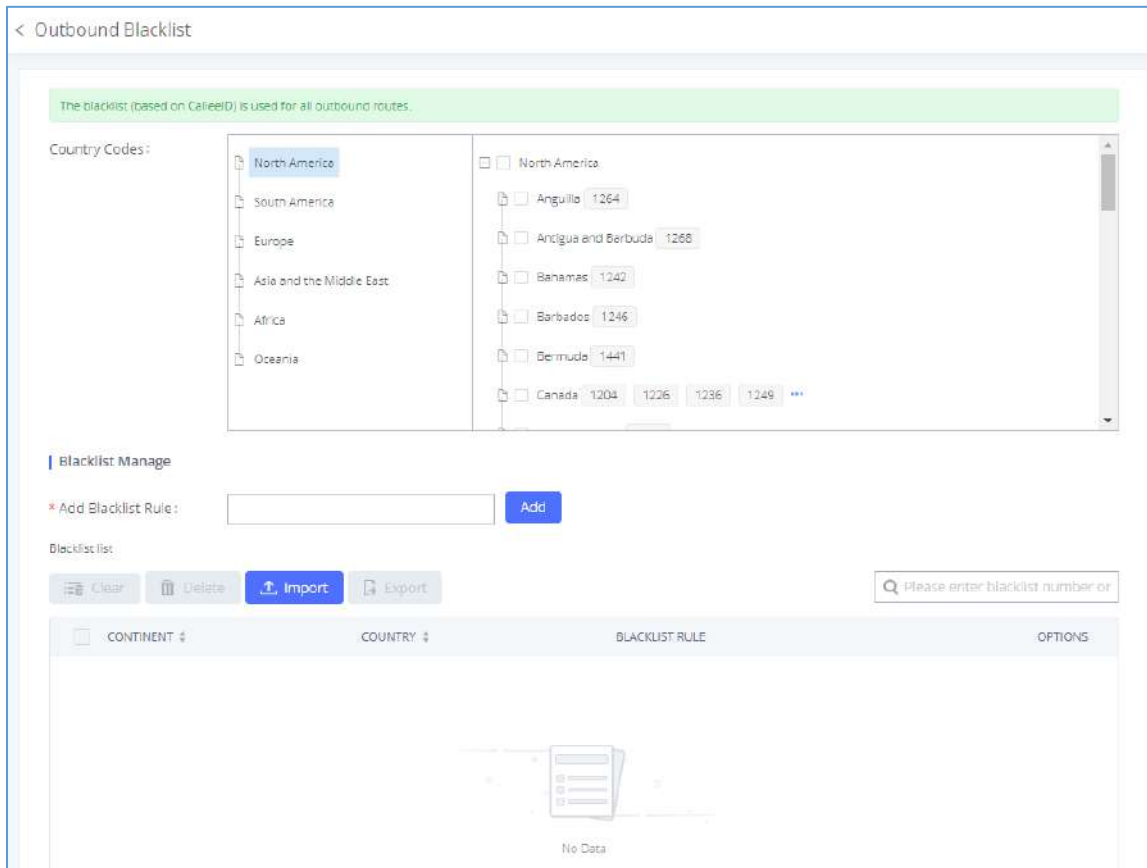 < Outbound Blacklist
The blacklist (based on CalleeID) is used for all outbound routes.
Country Codes :
North America
South America
Europe
Asia and the Middle East
Africa
Oceania
North America
Anguilla 1264
Antigua and Barbuda 1268
Bahamas 1242
Barbados 1246
Bermuda 1441
Canada 1204 1226 1236 1249 •••
Blacklist Manage
* Add Blacklist Rule :
Add
Blacklist list
Clear Delete Import Export
Please enter blacklist number or
CONTINENT COUNTRY BLACKLIST RULE OPTIONS
No Data